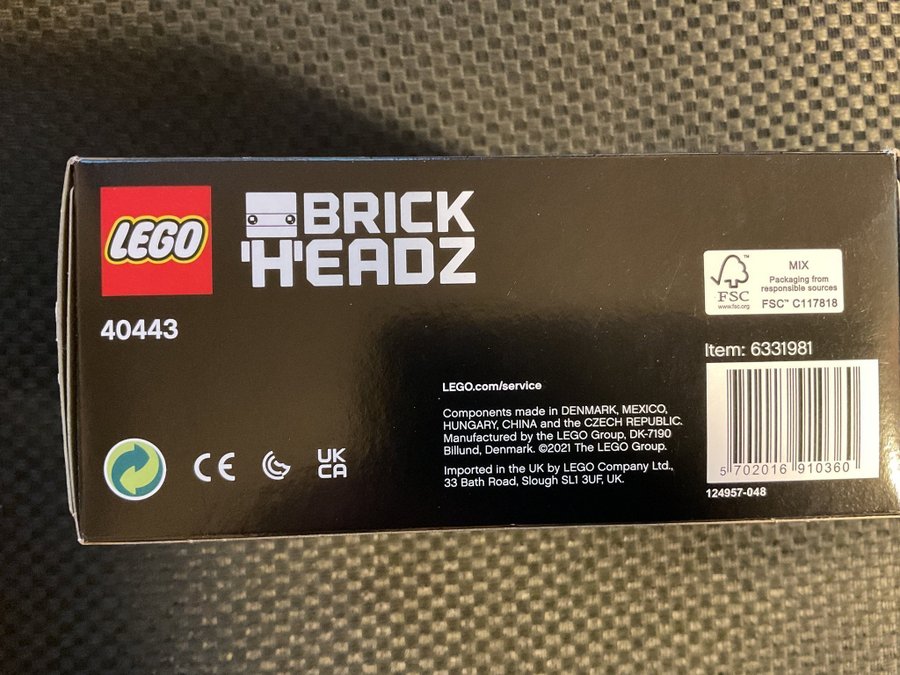 LEGO
BRICK
'H'EADZ
40443
FSC™
www.fsc.org
MIX
Packaging from
responsible sources
FSC™ C117818
Item: 6331981
LEGO.com/service
Components made in DENMARK, MEXICO,
HUNGARY, CHINA and the CZECH REPUBLIC.
Manufactured by the LEGO Group, DK-7190
Billund, Denmark. ©2021 The LEGO Group.
Imported in the UK by LEGO Company Ltd.,
33 Bath Road, Slough SL1 3UF, UK.
CE
UK
CA
5 702016 910360
124957-048